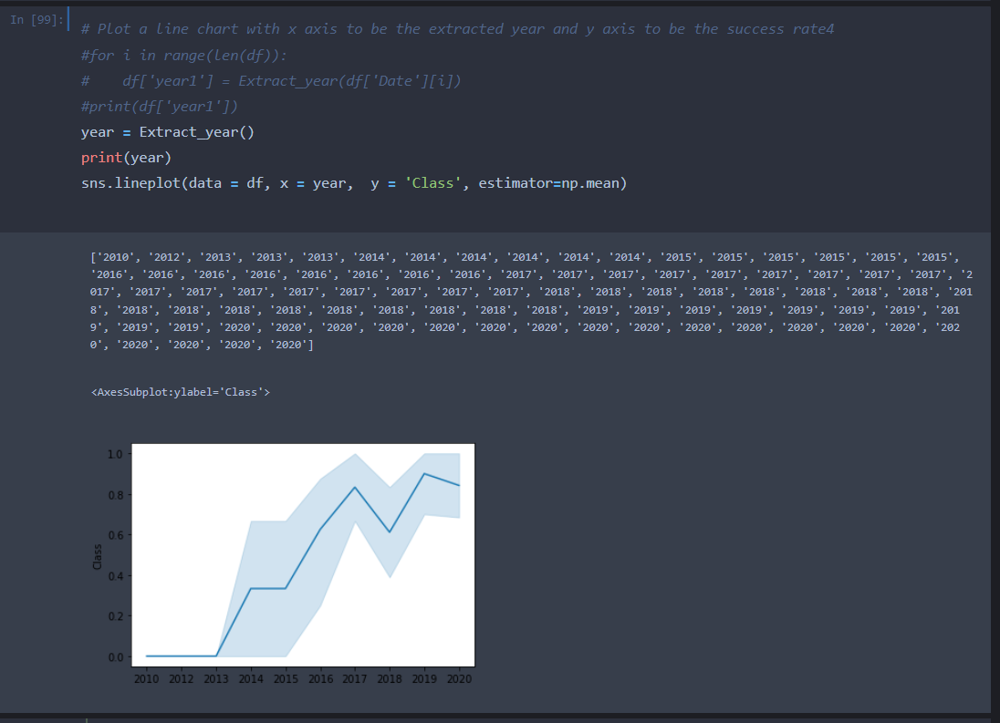 In [99]:
# Plot a line chart with x axis to be the extracted year and y axis to be the success rate4
#for i in range(len(df)):
#    df['year1'] = Extract_year(df['Date'][i])
#print(df['year1'])
year = Extract_year()
print(year)
sns.lineplot(data = df, x = year,  y = 'Class', estimator=np.mean)
['2010', '2012', '2013', '2013', '2013', '2014', '2014', '2014', '2014', '2014', '2014', '2015', '2015', '2015', '2015', '2015', '2015',
'2016', '2016', '2016', '2016', '2016', '2016', '2016', '2016', '2017', '2017', '2017', '2017', '2017', '2017', '2017', '2017', '2017', '2
017', '2017', '2017', '2017', '2017', '2017', '2017', '2017', '2017', '2018', '2018', '2018', '2018', '2018', '2018', '2018', '2018', '201
8', '2018', '2018', '2018', '2018', '2018', '2018', '2018', '2018', '2018', '2019', '2019', '2019', '2019', '2019', '2019', '2019', '201
9', '2019', '2019', '2020', '2020', '2020', '2020', '2020', '2020', '2020', '2020', '2020', '2020', '2020', '2020', '2020', '2020', '202
0', '2020', '2020', '2020', '2020']
<AxesSubplot:ylabel='Class'>
1.0
0.8
0.6
0.4
0.2
0.0
Class
2010 2012 2013 2014 2015 2016 2017 2018 2019 2020